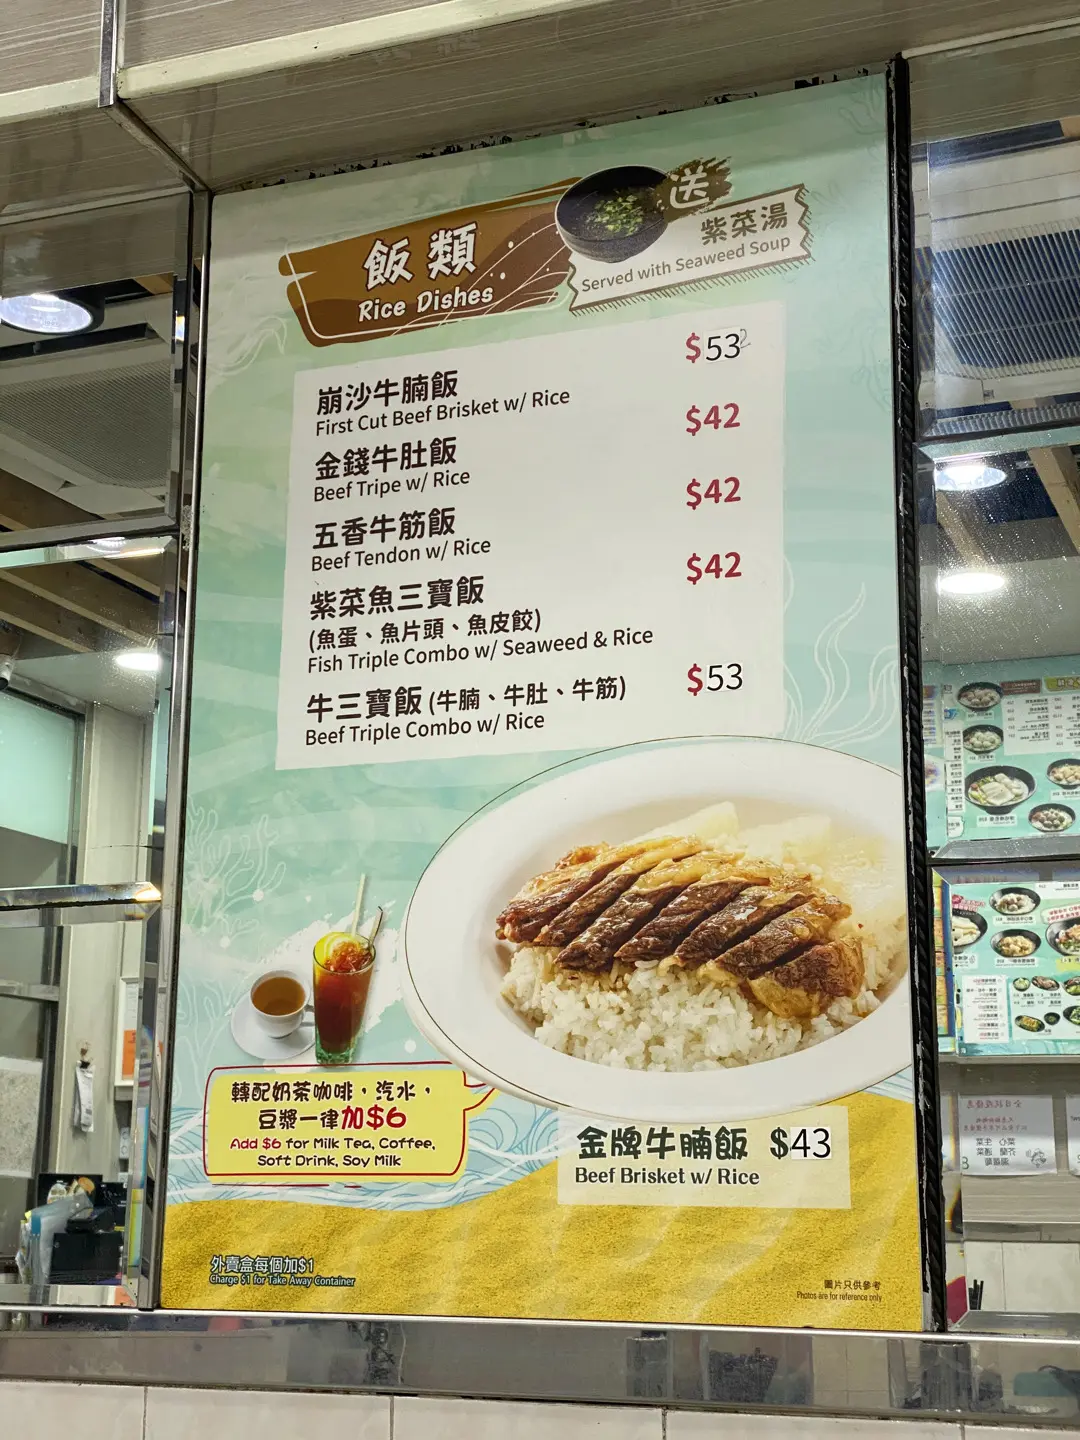 飯類
Rice Dishes
送
紫菜湯
Served with Seaweed Soup
崩沙牛腩飯
First Cut Beef Brisket w/ Rice
$53
金錢牛肚飯
Beef Tripe w/ Rice
$42
五香牛筋飯
Beef Tendon w/ Rice
$42
紫菜魚三寶飯
(魚蛋、魚片頭、魚皮餃)
Fish Triple Combo w/ Seaweed & Rice
$42
牛三寶飯 (牛腩、牛肚、牛筋)
Beef Triple Combo w/ Rice
$53
轉配奶茶咖啡，汽水，
豆漿一律加$6
Add $6 for Milk Tea, Coffee,
Soft Drink, Soy Milk
金牌牛腩飯 $43
Beef Brisket w/ Rice
外賣盒每個加$1
Charge $1 for Take Away Container
圖片只供參考
Photos are for reference only